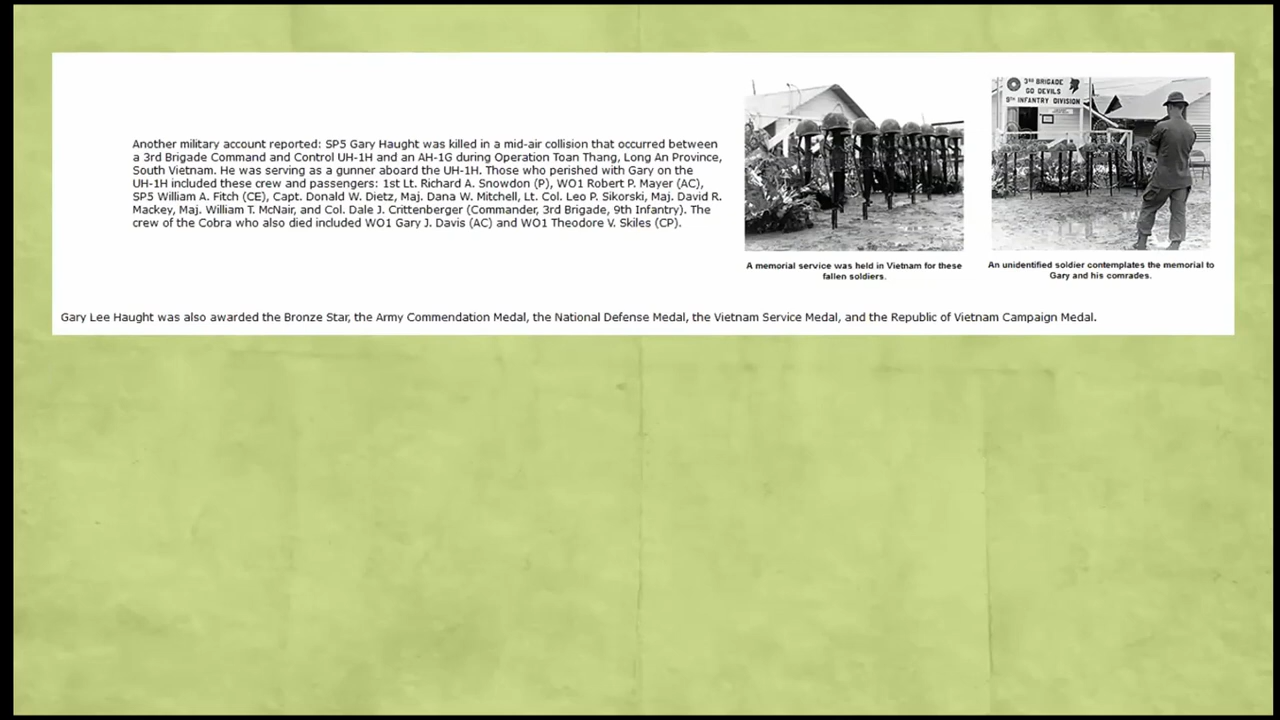 Another military account reported: SP5 Gary Haught was killed in a mid-air collision that occurred between
a 3rd Brigade Command and Control UH-1H and an AH-1G during Operation Toan Thang, Long An Province,
South Vietnam. He was serving as a gunner aboard the UH-1H. Those who perished with Gary on the
UH-1H included these crew and passengers: 1st Lt. Richard A. Snowdon (P), WO1 Robert P. Mayer (AC),
SP5 William A. Fitch (CE), Capt. Donald W. Dietz, Maj. Dana W. Mitchell, Lt. Col. Leo P. Sikorski, Maj. David R.
Mackey, Maj. William T. McNair, and Col. Dale J. Crittenberger (Commander, 3rd Brigade, 9th Infantry). The
crew of the Cobra who also died included WO1 Gary J. Davis (AC) and WO1 Theodore V. Skiles (CP).
3RD BRIGADE
GO DEVILS
9TH INFANTRY DIVISION
A memorial service was held in Vietnam for these
fallen soldiers.
An unidentified soldier contemplates the memorial to
Gary and his comrades.
Gary Lee Haught was also awarded the Bronze Star, the Army Commendation Medal, the National Defense Medal, the Vietnam Service Medal, and the Republic of Vietnam Campaign Medal.